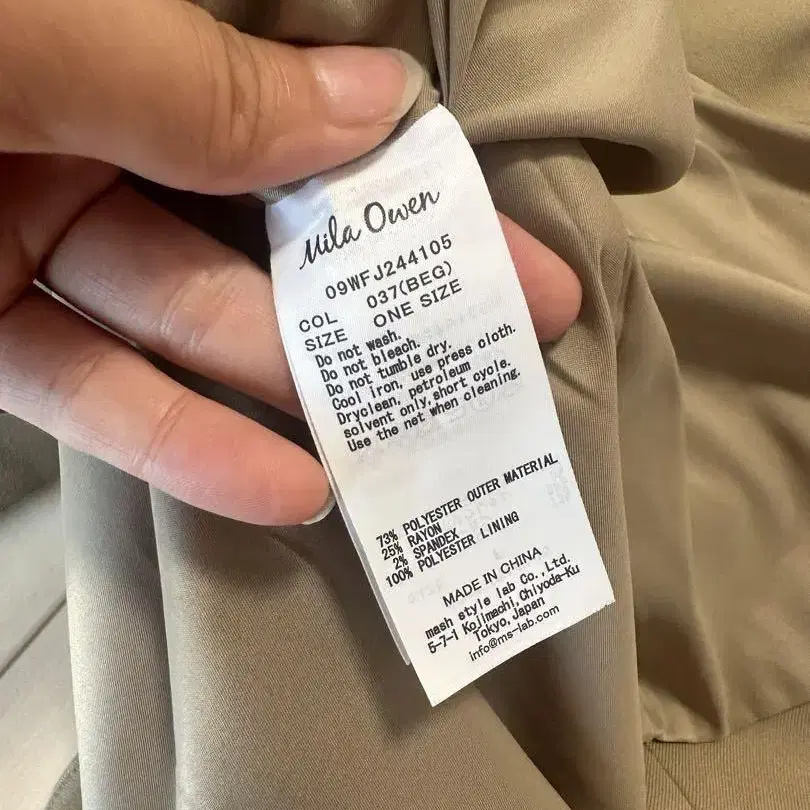 Mila Owen
09WFJ244105
COL 037(BEG)
SIZE ONE SIZE
Do not wash.
Do not bleach.
Do not tumble dry.
Cool iron, use press cloth.
Dryclean, petroleum
solvent only, short cycle.
Use the net when cleaning.
73% POLYESTER OUTER MATERIAL
25% RAYON
2% SPANDEX
100% POLYESTER LINING
MADE IN CHINA
mash style lab Co.,Ltd.
5-7-1 Kojimachi, Chiyoda-Ku
Tokyo, Japan
info@ms-lab.com